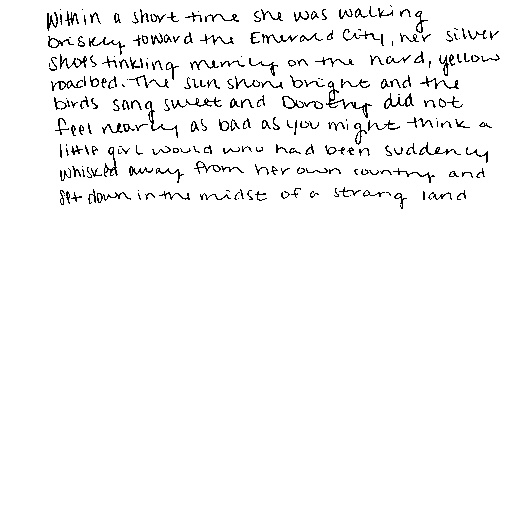 Within a short time she was walking
briskly toward the Emerald City, her silver
shoes tinkling merrily on the hard, yellow
roadbed. The sun shone bright and the
birds sang sweet and Dorothy did not
feel nearly as bad as you might think a
little girl would who had been suddenly
whisked away from her own country and
set down in the midst of a strang land